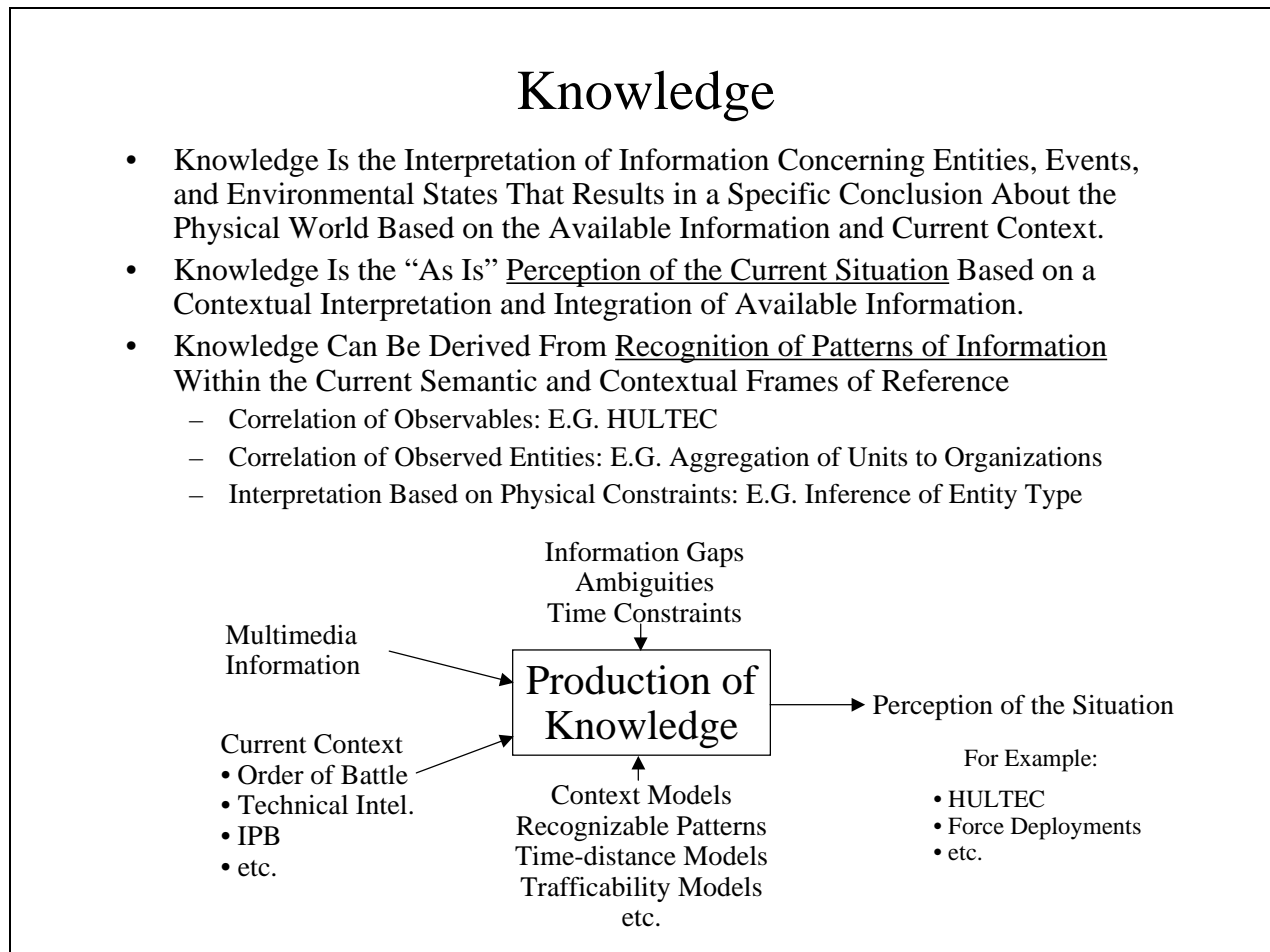 Knowledge
• Knowledge Is the Interpretation of Information Concerning Entities, Events,
and Environmental States That Results in a Specific Conclusion About the
Physical World Based on the Available Information and Current Context.
• Knowledge Is the “As Is” Perception of the Current Situation Based on a
Contextual Interpretation and Integration of Available Information.
• Knowledge Can Be Derived From Recognition of Patterns of Information
Within the Current Semantic and Contextual Frames of Reference
– Correlation of Observables: E.G. HULTEC
– Correlation of Observed Entities: E.G. Aggregation of Units to Organizations
– Interpretation Based on Physical Constraints: E.G. Inference of Entity Type
Information Gaps
Ambiguities
Time Constraints
Multimedia
Information
Production of
Knowledge
Perception of the Situation
Current Context
• Order of Battle
• Technical Intel.
• IPB
• etc.
Context Models
Recognizable Patterns
Time-distance Models
Trafficability Models
etc.
For Example:
• HULTEC
• Force Deployments
• etc.